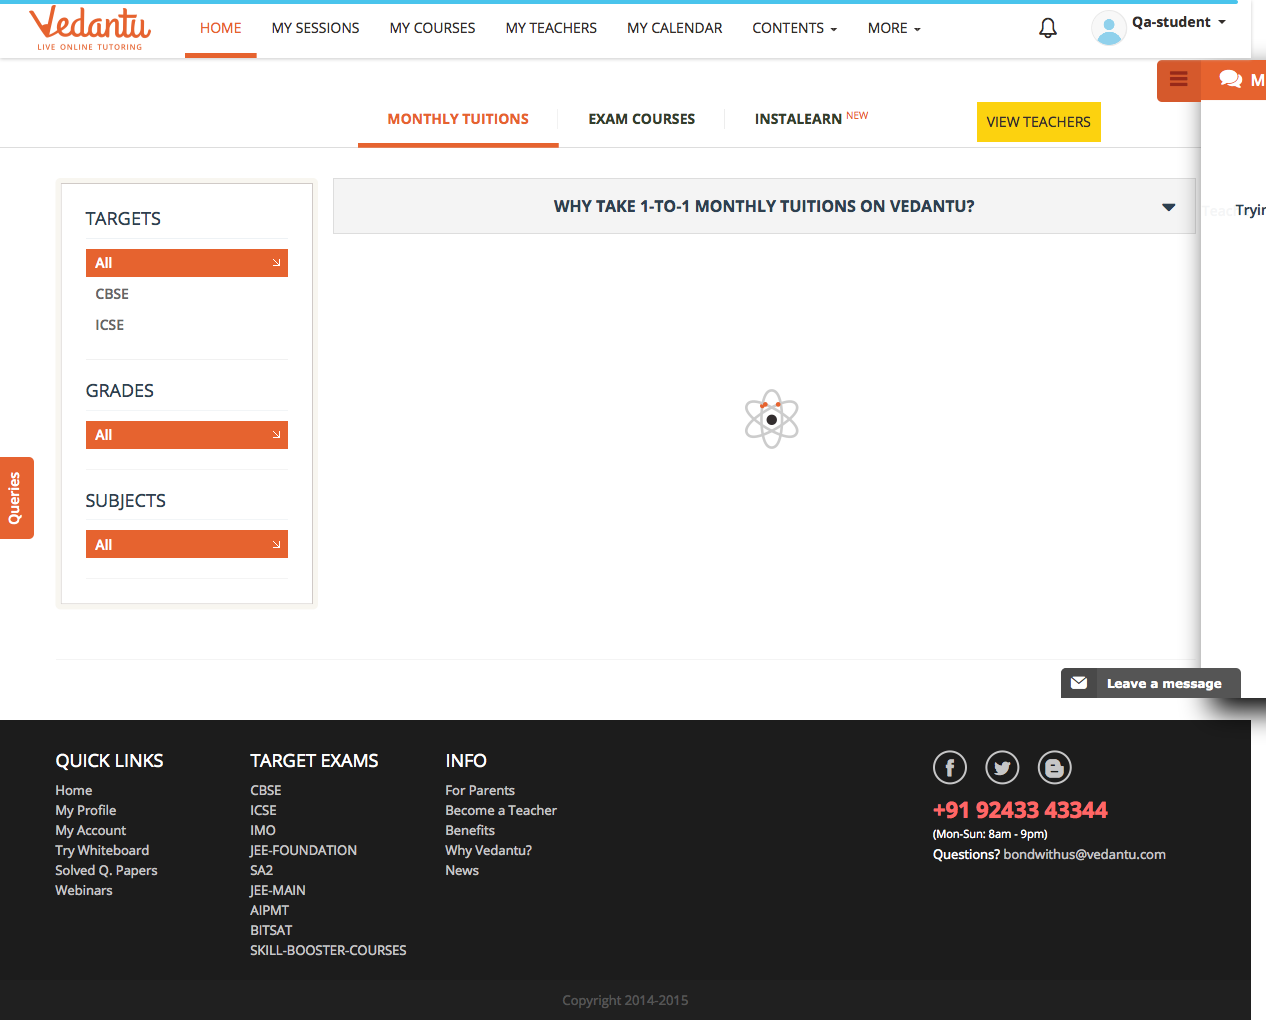 Vedantu
LIVE ONLINE TUTORING
HOME
MY SESSIONS
MY COURSES
MY TEACHERS
MY CALENDAR
CONTENTS
MORE
Qa-student
M
MONTHLY TUITIONS
EXAM COURSES
INSTALEARN NEW
VIEW TEACHERS
TARGETS
All
CBSE
ICSE
GRADES
All
SUBJECTS
All
WHY TAKE 1-TO-1 MONTHLY TUITIONS ON VEDANTU?
Teac
Tryin
Queries
Leave a message
QUICK LINKS
Home
My Profile
My Account
Try Whiteboard
Solved Q. Papers
Webinars
TARGET EXAMS
CBSE
ICSE
IMO
JEE-FOUNDATION
SA2
JEE-MAIN
AIPMT
BITSAT
SKILL-BOOSTER-COURSES
INFO
For Parents
Become a Teacher
Benefits
Why Vedantu?
News
+91 92433 43344
(Mon-Sun: 8am - 9pm)
Questions? bondwithus@vedantu.com
Copyright 2014-2015